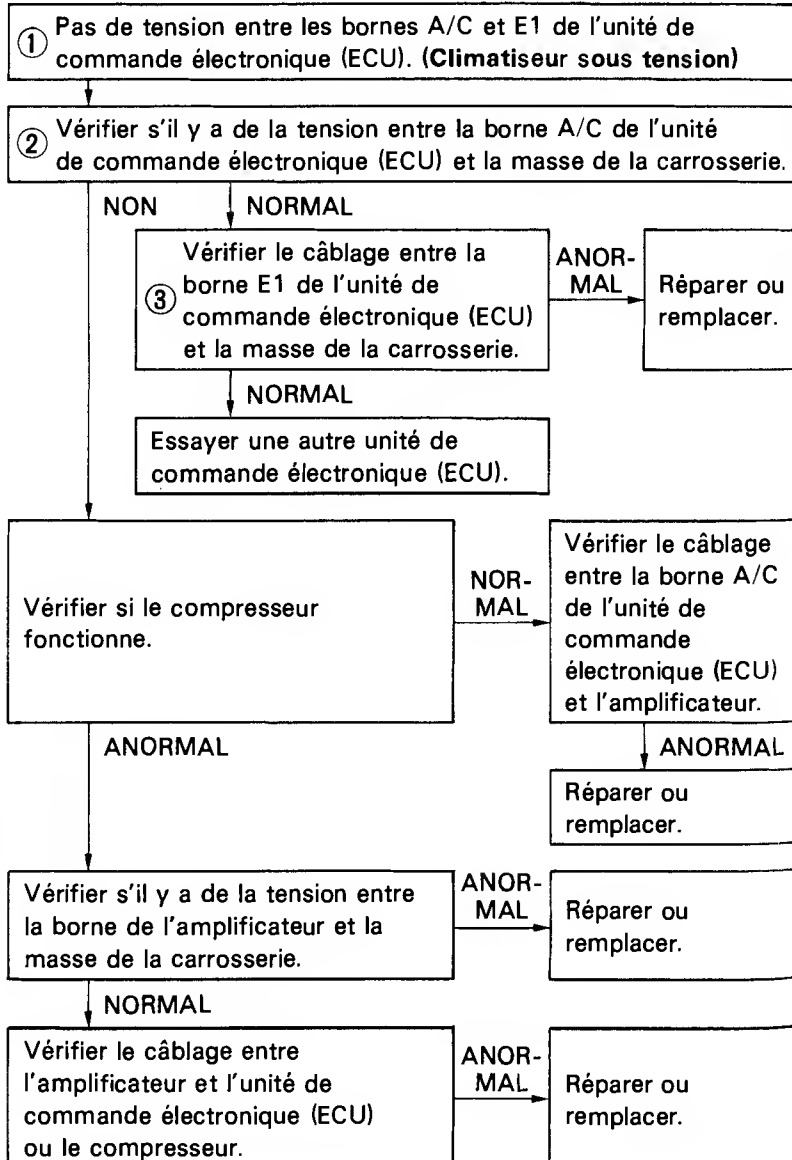 ① Pas de tension entre les bornes A/C et E1 de l'unité de
commande électronique (ECU). (Climatiseur sous tension)
② Vérifier s'il y a de la tension entre la borne A/C de l'unité
de commande électronique (ECU) et la masse de la carrosserie.
NON
NORMAL
③ Vérifier le câblage entre la
borne E1 de l'unité de
commande électronique (ECU)
et la masse de la carrosserie.
ANOR-
MAL
Réparer ou
remplacer.
NORMAL
Essayer une autre unité de
commande électronique (ECU).
Vérifier si le compresseur
fonctionne.
NOR-
MAL
Vérifier le câblage
entre la borne A/C
de l'unité de
commande
électronique (ECU)
et l'amplificateur.
ANORMAL
ANORMAL
Réparer ou
remplacer.
Vérifier s'il y a de la tension entre
la borne de l'amplificateur et la
masse de la carrosserie.
ANOR-
MAL
Réparer ou
remplacer.
NORMAL
Vérifier le câblage entre
l'amplificateur et l'unité de
commande électronique (ECU)
ou le compresseur.
ANOR-
MAL
Réparer ou
remplacer.